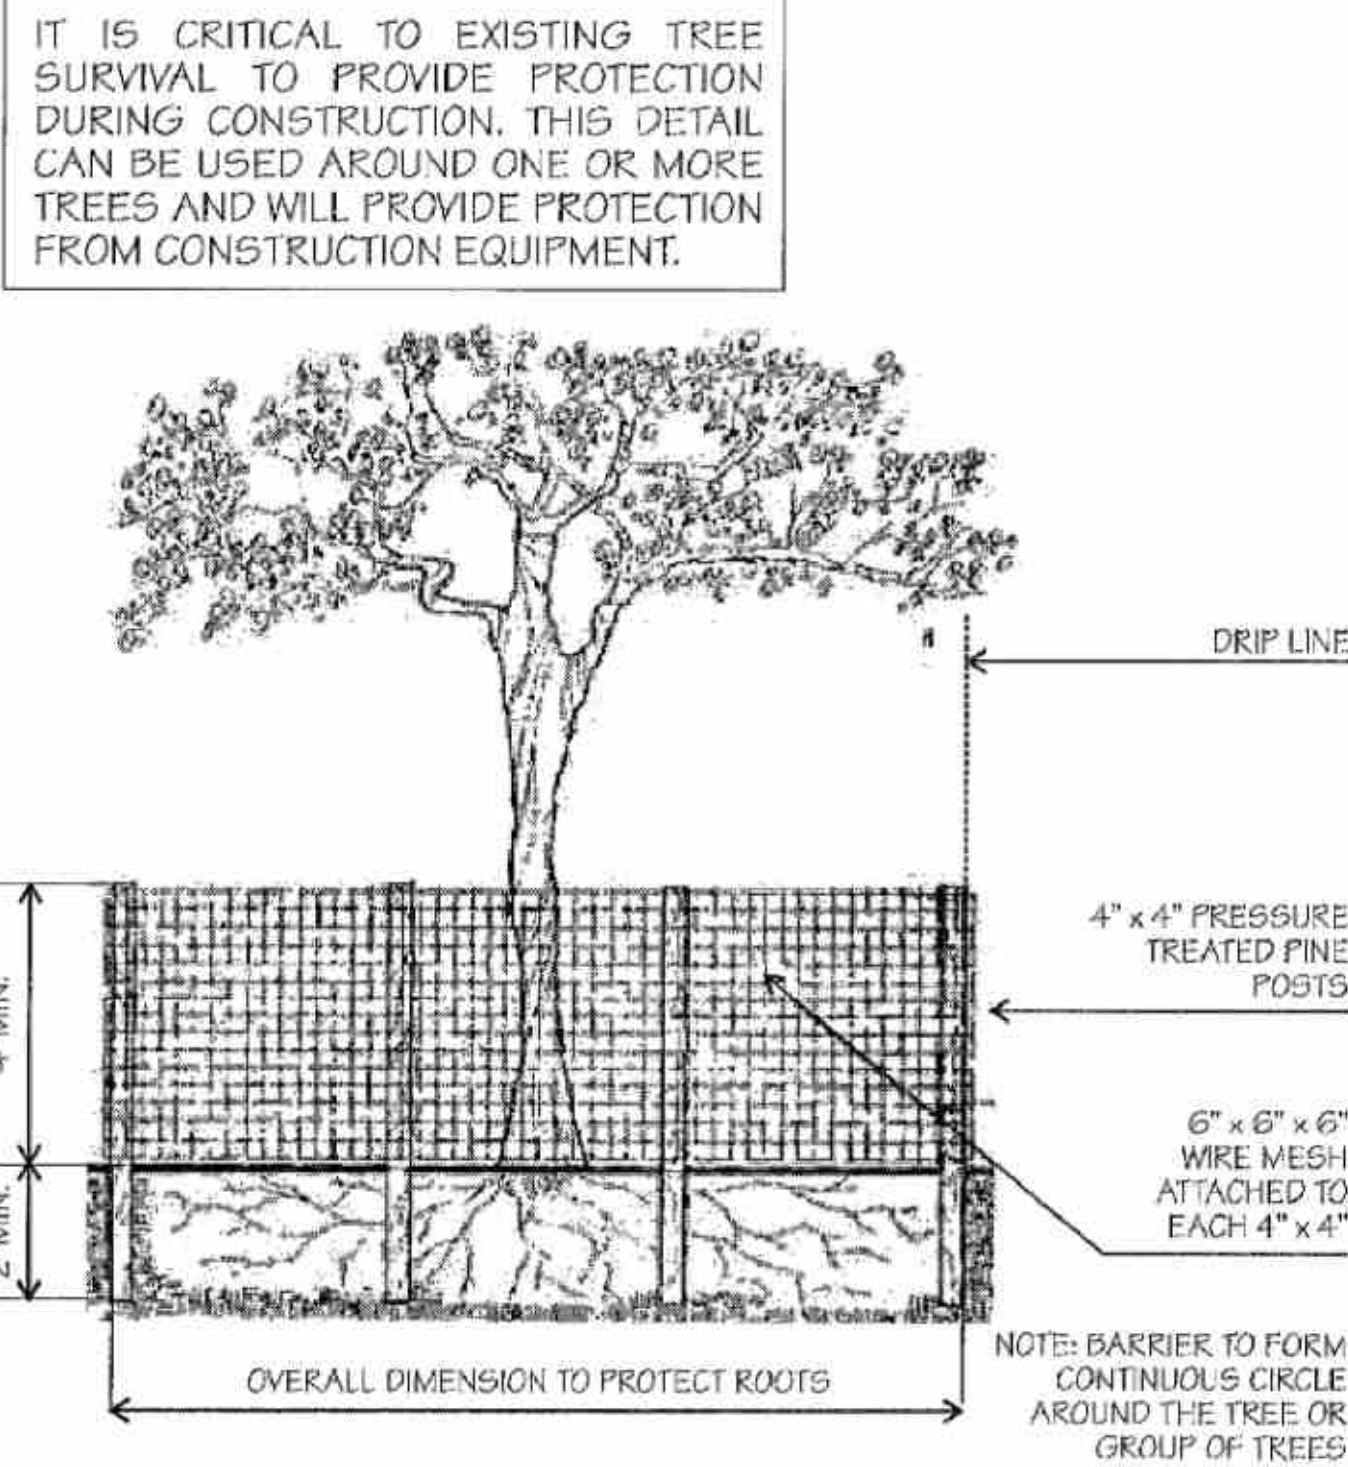 IT IS CRITICAL TO EXISTING TREE
SURVIVAL TO PROVIDE PROTECTION
DURING CONSTRUCTION. THIS DETAIL
CAN BE USED AROUND ONE OR MORE
TREES AND WILL PROVIDE PROTECTION
FROM CONSTRUCTION EQUIPMENT.
DRIP LINE
4" x 4" PRESSURE
TREATED PINE
POSTS
MIN.
6" x 6" x 6"
WIRE MESH
ATTACHED TO
EACH 4" x 4"
MIN.
OVERALL DIMENSION TO PROTECT ROOTS
NOTE: BARRIER TO FORM
CONTINUOUS CIRCLE
AROUND THE TREE OR
GROUP OF TREES